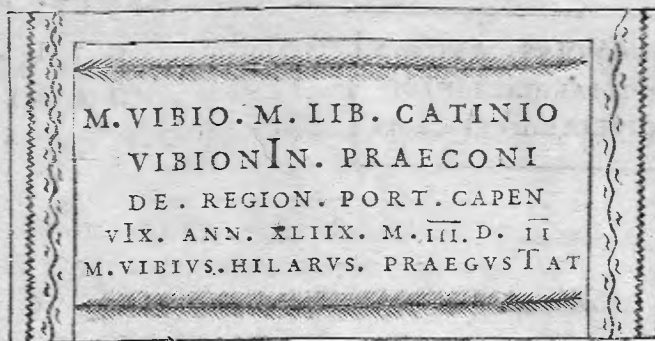 M. VIBIO. M. LIB. CATINIO
VIBIONIN. PRAECONI
DE. REGION. PORT. CAPEN
VIX. ANN. XLIIX. M. III. D. II
M. VIBIVS. HILARVS. PRAEGVSTAT